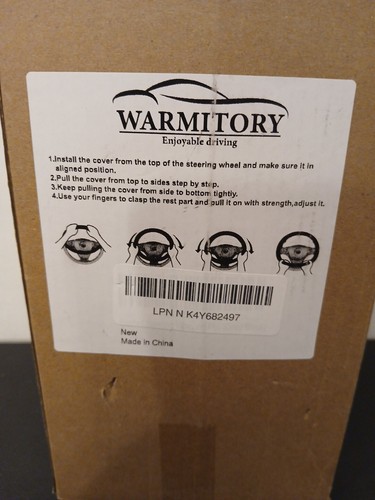 WARMITORY
Enjoyable driving
1.Install the cover from the top of the steering wheel and make sure it in
aligned position.
2.Pull the cover from top to sides step by step.
3.Keep pulling the cover from side to bottom tightly.
4.Use your fingers to clasp the rest part and pull it on with strength,adjust it.
LPN N K4Y682497
New
Made in China